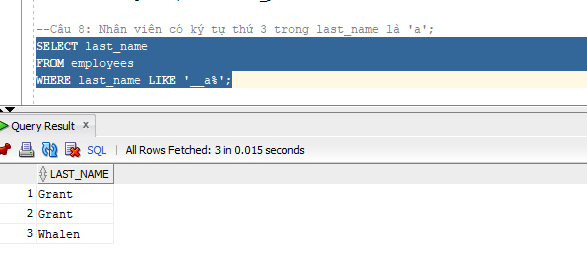 --Câu 8: Nhân viên có ký tự thứ 3 trong last_name là 'a';
SELECT last_name
FROM employees
WHERE last_name LIKE '__a%';
Query Result x
SQL | All Rows Fetched: 3 in 0.015 seconds
LAST_NAME
1 Grant
2 Grant
3 Whalen